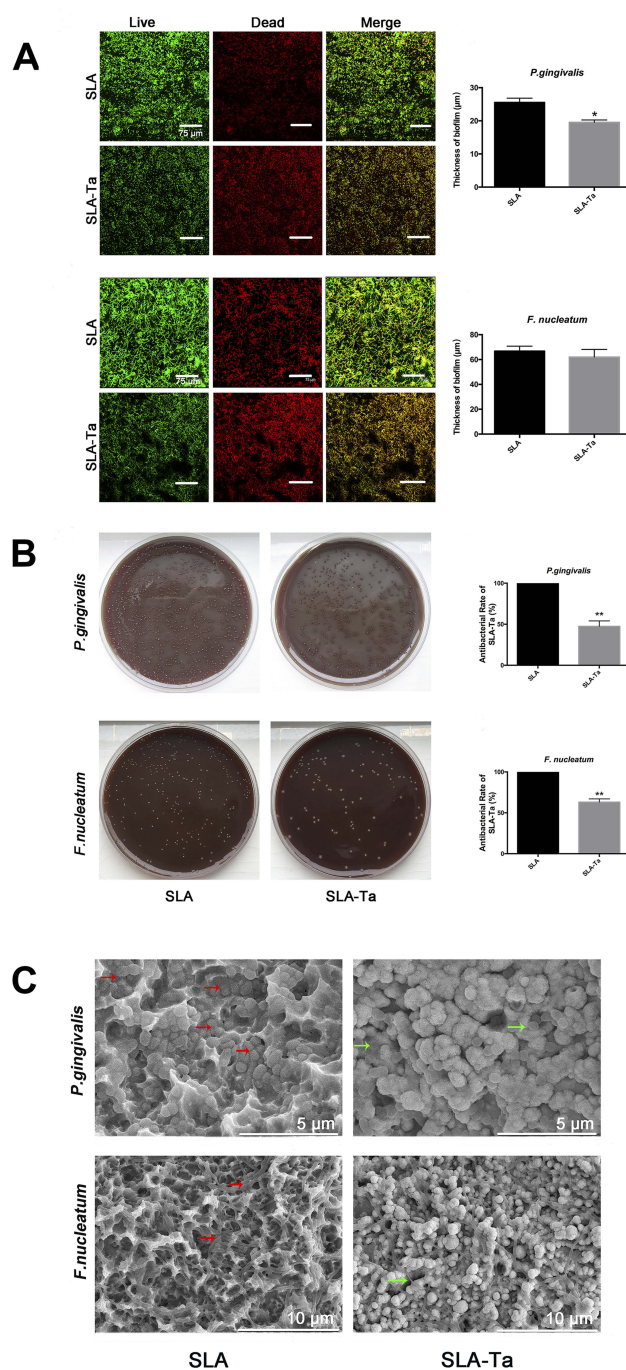 A
Live
Dead
Merge
SLA
75 µm
SLA-Ta
P.gingivalis
Thickness of biofilm (µm)
30
20
10
0
SLA
SLA-Ta
SLA
75 µm
SLA-Ta
F. nucleatum
Thickness of biofilm (µm)
80
60
40
20
0
SLA
SLA-Ta
B
P.gingivalis
F.nucleatum
SLA
SLA-Ta
P.gingivalis
Antibacterial Rate of
SLA-Ta (%)
100
50
0
**
SLA
SLA-Ta
F. nucleatum
Antibacterial Rate of
SLA-Ta (%)
100
50
0
**
SLA
SLA-Ta
C
P.gingivalis
5 µm
5 µm
F.nucleatum
10 µm
10 µm
SLA
SLA-Ta